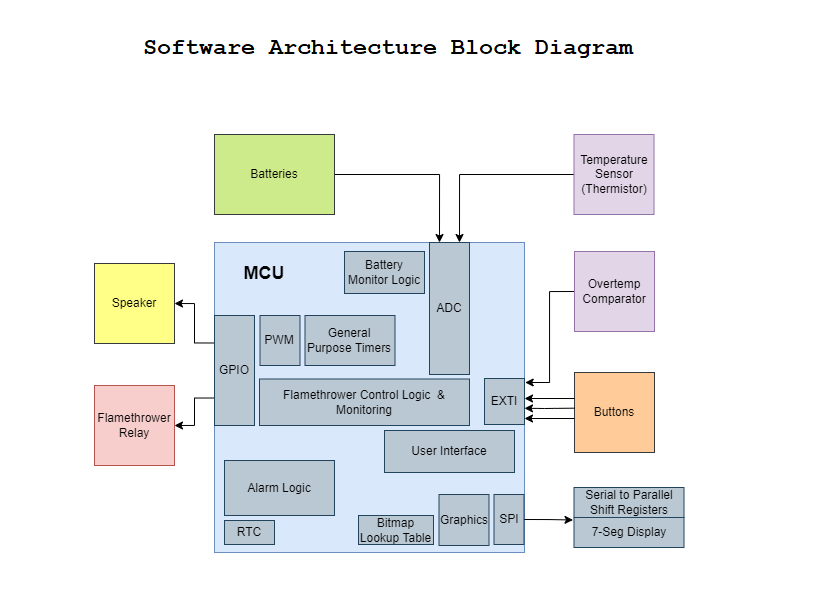 Software Architecture Block Diagram
Batteries
Temperature
Sensor
(Thermistor)
MCU
Battery
Monitor Logic
ADC
Overtemp
Comparator
Speaker
GPIO
PWM
General
Purpose Timers
Flamethrower
Relay
Flamethrower Control Logic &
Monitoring
EXTI
Buttons
User Interface
Alarm Logic
RTC
Bitmap
Lookup Table
Graphics
SPI
Serial to Parallel
Shift Registers
7-Seg Display